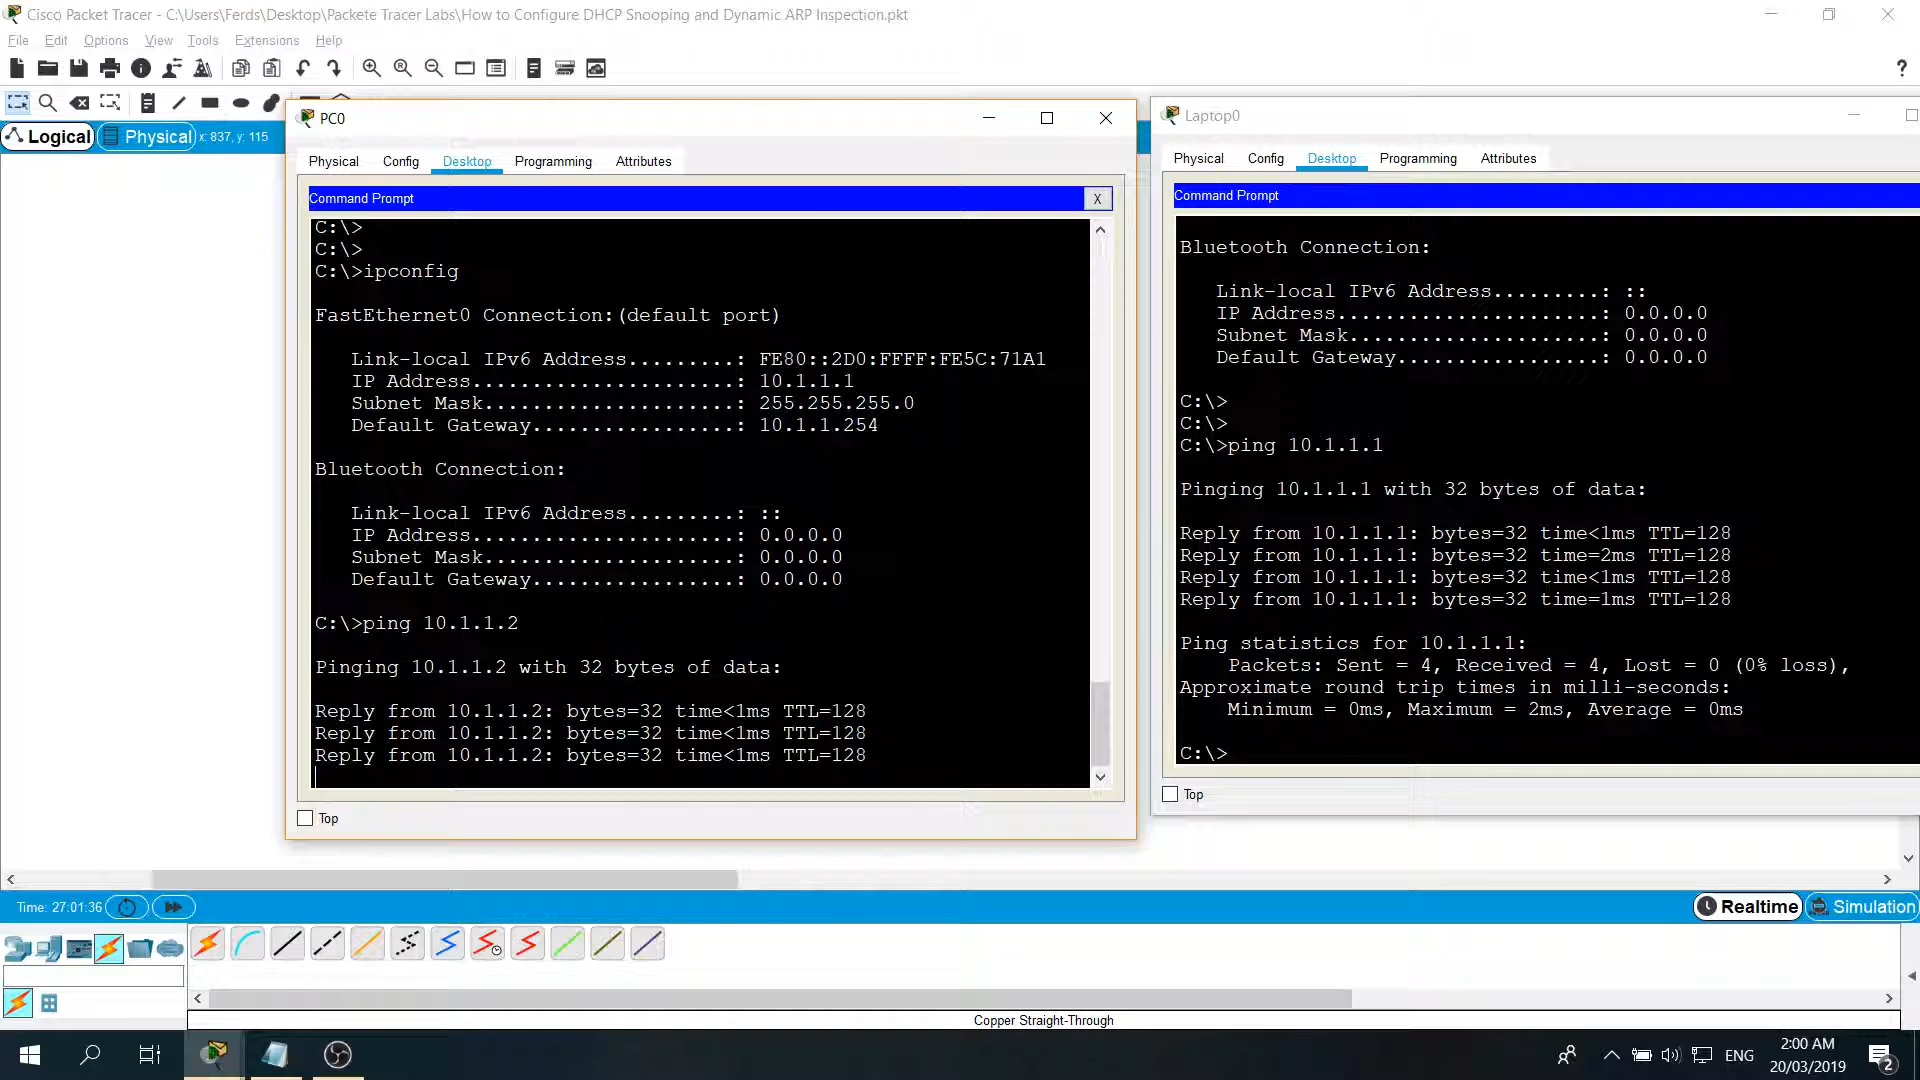 Cisco Packet Tracer - C:\Users\Ferds\Desktop\Packete Tracer Labs\How to Configure DHCP Snooping and Dynamic ARP Inspection.pkt
File Edit Options View Tools Extensions Help
?
Logical Physical x: 837, y: 115
PC0
Physical Config Desktop Programming Attributes
Command Prompt
X
C:\>
C:\>
C:\>ipconfig
FastEthernet0 Connection:(default port)
Link-local IPv6 Address.........: FE80::2D0:FFFF:FE5C:71A1
IP Address......................: 10.1.1.1
Subnet Mask.....................: 255.255.255.0
Default Gateway.................: 10.1.1.254
Bluetooth Connection:
Link-local IPv6 Address.........: ::
IP Address......................: 0.0.0.0
Subnet Mask.....................: 0.0.0.0
Default Gateway.................: 0.0.0.0
C:\>ping 10.1.1.2
Pinging 10.1.1.2 with 32 bytes of data:
Reply from 10.1.1.2: bytes=32 time<1ms TTL=128
Reply from 10.1.1.2: bytes=32 time<1ms TTL=128
Reply from 10.1.1.2: bytes=32 time<1ms TTL=128
Top
Laptop0
Physical Config Desktop Programming Attributes
Command Prompt
Bluetooth Connection:
Link-local IPv6 Address.........: ::
IP Address......................: 0.0.0.0
Subnet Mask.....................: 0.0.0.0
Default Gateway.................: 0.0.0.0
C:\>
C:\>
C:\>ping 10.1.1.1
Pinging 10.1.1.1 with 32 bytes of data:
Reply from 10.1.1.1: bytes=32 time<1ms TTL=128
Reply from 10.1.1.1: bytes=32 time=2ms TTL=128
Reply from 10.1.1.1: bytes=32 time<1ms TTL=128
Reply from 10.1.1.1: bytes=32 time=1ms TTL=128
Ping statistics for 10.1.1.1:
Packets: Sent = 4, Received = 4, Lost = 0 (0% loss),
Approximate round trip times in milli-seconds:
Minimum = 0ms, Maximum = 2ms, Average = 0ms
C:\>
Top
Time: 27:01:36
Realtime Simulation
Copper Straight-Through
ENG
2:00 AM
20/03/2019
2